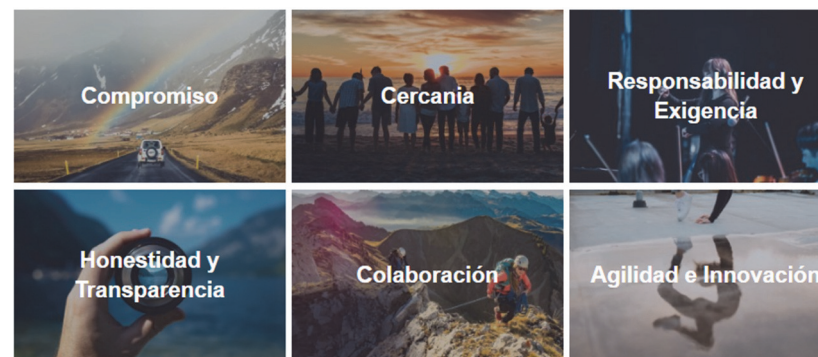 Compromiso
Cercania
Responsabilidad y
Exigencia
Honestidad y
Transparencia
Colaboración
Agilidad e Innovación